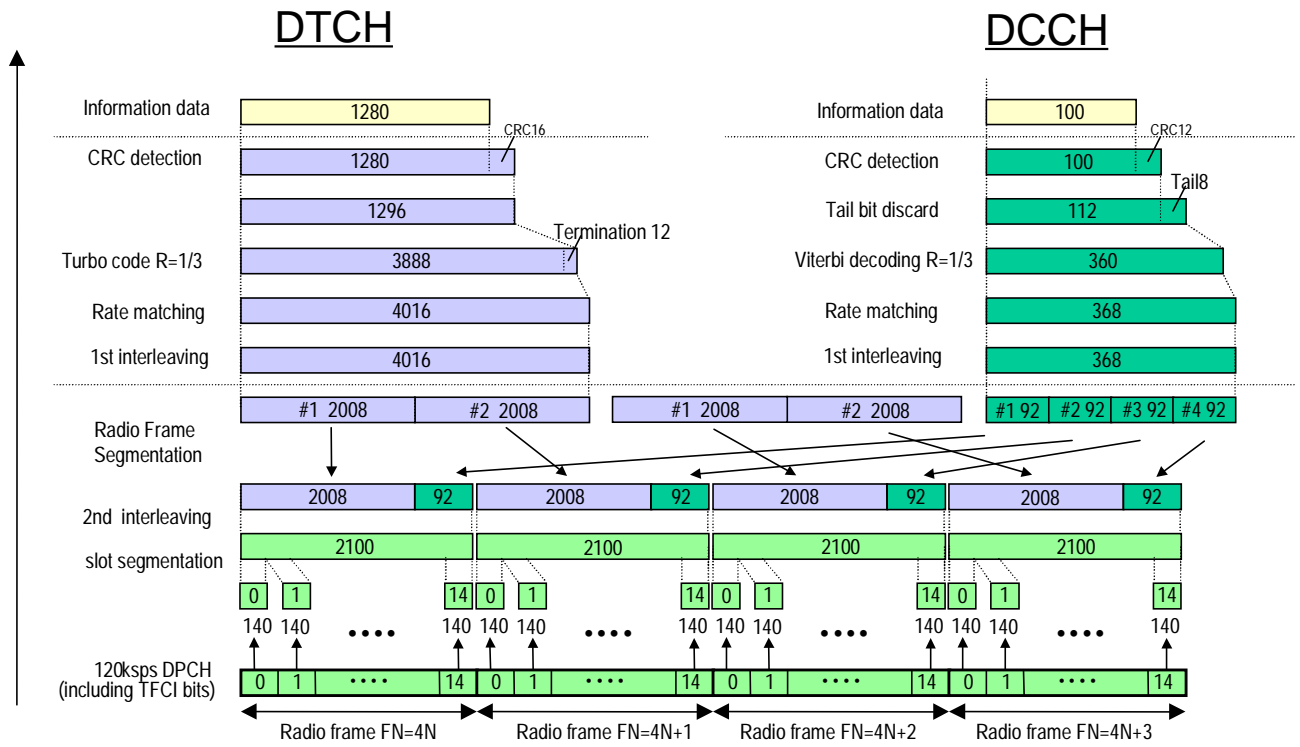 DTCH DCCH
Information data 1280 Information data 100
CRC16 CRC12
CRC detection 1280 CRC detection 100
Tail8
1296 Tail bit discard 112
Termination 12
Turbo code R=1/3 3888 Viterbi decoding R=1/3 360
Rate matching 4016 Rate matching 368
1st interleaving 4016 1st interleaving 368
#1 2008 #2 2008 #1 2008 #2 2008 #1 92 #2 92 #3 92 #4 92
Radio Frame
Segmentation
2008 92 2008 92 2008 92 2008 92
2nd interleaving
2100 2100 2100 2100
slot segmentation
0 1 14 0 1 14 0 1 14 0 1 14
140 140 •••• 140 140 140 •••• 140 140 140 •••• 140 140 140 •••• 140
120ksps DPCH
(including TFCI bits)
0 1 •••• 14 0 1 •••• 14 0 1 •••• 14 0 1 •••• 14
Radio frame FN=4N Radio frame FN=4N+1 Radio frame FN=4N+2 Radio frame FN=4N+3